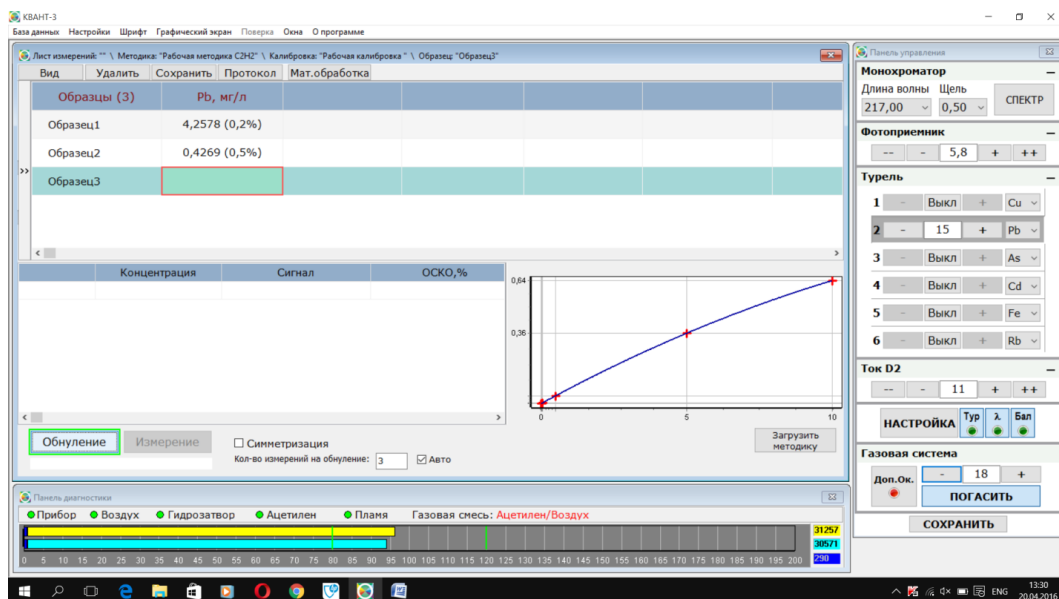 КВАНТ-3
База данных Настройки Шрифт Графический экран Поверка Окна О программе
Лист измерений: "" \ Методика: "Рабочая методика C2H2" \ Калибровка: "Рабочая калибровка " \ Образец: "Образец3"
Вид Удалить Сохранить Протокол Мат.обработка
Образцы (3) Pb, мг/л
Образец1 4,2578 (0,2%)
Образец2 0,4269 (0,5%)
>>
Образец3
Концентрация Сигнал ОСКО,%
0,64
0,36
0 5 10
Обнуление Измерение Симметризация
Кол-во измерений на обнуление: 3 Авто
Загрузить
методику
Панель диагностики
Прибор Воздух Гидрозатвор Ацетилен Пламя Газовая смесь: Ацетилен/Воздух
31257
30571
290
0 5 10 15 20 25 30 35 40 45 50 55 60 65 70 75 80 85 90 95 100 105 110 115 120 125 130 135 140 145 150 155 160 165 170 175 180 185 190 195 200
Панель управления
Монохроматор
Длина волны Щель
217,00 0,50 СПЕКТР
Фотоприемник
-- - 5,8 + ++
Турель
1 - Выкл + Cu
2 - 15 + Pb
3 - Выкл + As
4 - Выкл + Cd
5 - Выкл + Fe
6 - Выкл + Rb
Ток D2
-- - 11 + ++
НАСТРОЙКА Тур λ Бал
Газовая система
Доп.Ок. - 18 +
ПОГАСИТЬ
СОХРАНИТЬ
ENG 13:30
20.04.2016